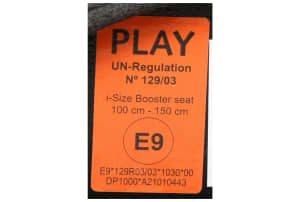 PLAY
UN-Regulation
Nº 129/03
i-Size Booster seat
100 cm - 150 cm
E9
E9*129R03/03*1030*00
DP1000*A21010443